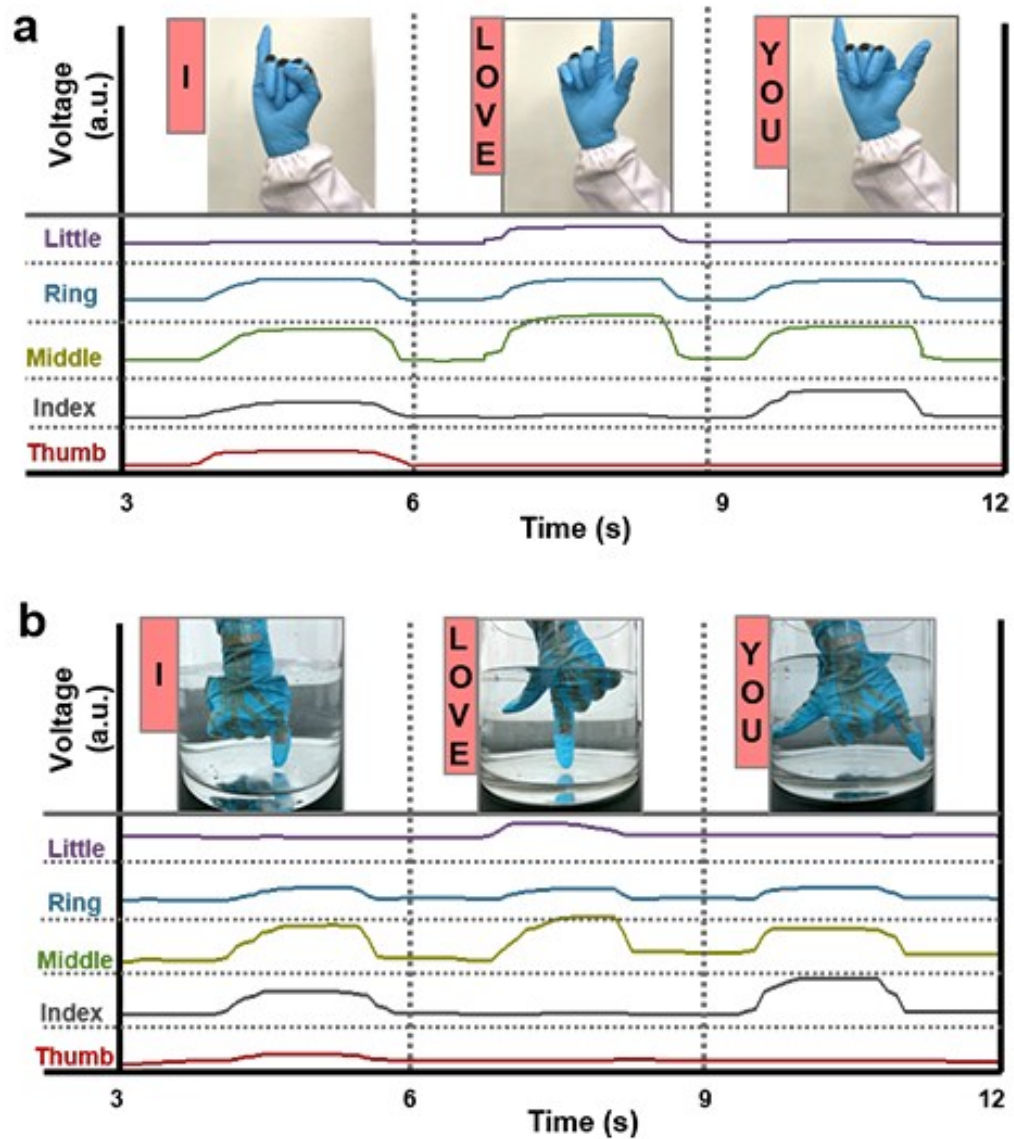 a
Voltage
(a.u.)
I
L
O
V
E
Y
O
U
Little
Ring
Middle
Index
Thumb
3 6 9 12
Time (s)
b
Voltage
(a.u.)
I
L
O
V
E
Y
O
U
Little
Ring
Middle
Index
Thumb
3 6 9 12
Time (s)